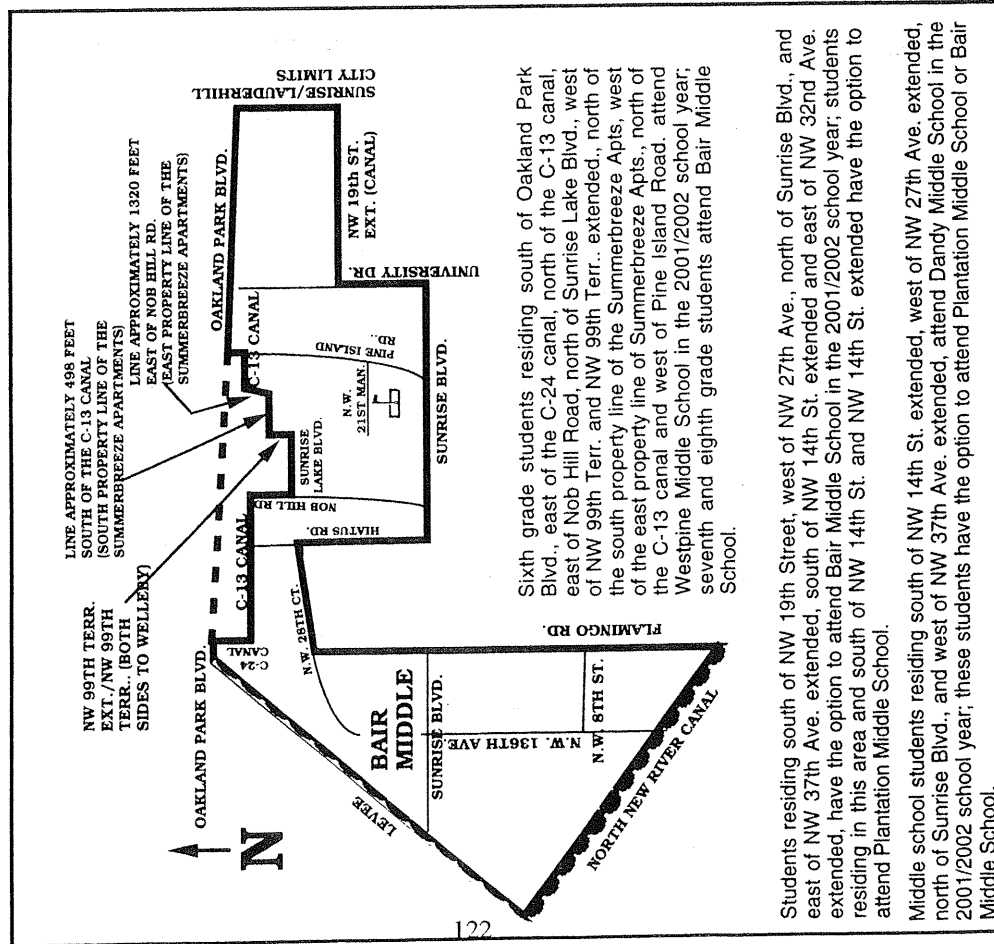 OAKLAND PARK BLVD.
N
NW 99TH TERR.
EXT./NW 99TH
TERR.. (BOTH
SIDES TO WELLEBY)
LINE APPROXIMATELY 498 FEET
SOUTH OF THE C-13 CANAL
(SOUTH PROPERTY LINE OF THE
SUMMERBREEZE APARTMENTS)
LINE APPROXIMATELY 1320 FEET
EAST OF NOB HILL RD.
(EAST PROPERTY LINE OF THE
SUMMERBREEZE APARTMENTS)
OAKLAND PARK BLVD.
SUNRISE/LAUDERHILL
CITY LIMITS
C-24
CANAL
C-13 CANAL
C-13 CANAL
LEVEE
N.W. 28TH CT.
HIATUS RD.
NOB HILL RD.
SUNRISE
LAKE BLVD.
PINE ISLAND
RD..
N.W.
21ST MAN.
UNIVERSITY DR.
NW 19th ST.
EXT. (CANAL)
BAIR
MIDDLE
SUNRISE BLVD.
SUNRISE BLVD.
N.W. 136TH AVE.
FLAMINGO RD.
N.W. 8TH ST.
NORTH NEW RIVER CANAL
Sixth grade students residing south of Oakland Park
Blvd., east of the C-24 canal, north of the C-13 canal,
east of Nob Hill Road, north of Sunrise Lake Blvd., west
of NW 99th Terr. and NW 99th Terr.. extended., north of
the south property line of the Summerbreeze Apts, west
of the east property line of Summerbreeze Apts., north of
the C-13 canal and west of Pine Island Road. attend
Westpine Middle School in the 2001/2002 school year;
seventh and eighth grade students attend Bair Middle
School.
Students residing south of NW 19th Street, west of NW 27th Ave., north of Sunrise Blvd., and
east of NW 37th Ave. extended, south of NW 14th St. extended and east of NW 32nd Ave.
extended, have the option to attend Bair Middle School in the 2001/2002 school year; students
residing in this area and south of NW 14th St. and NW 14th St. extended have the option to
attend Plantation Middle School.
Middle school students residing south of NW 14th St. extended, west of NW 27th Ave. extended,
north of Sunrise Blvd., and west of NW 37th Ave. extended, attend Dandy Middle School in the
2001/2002 school year; these students have the option to attend Plantation Middle School or Bair
Middle School.
122